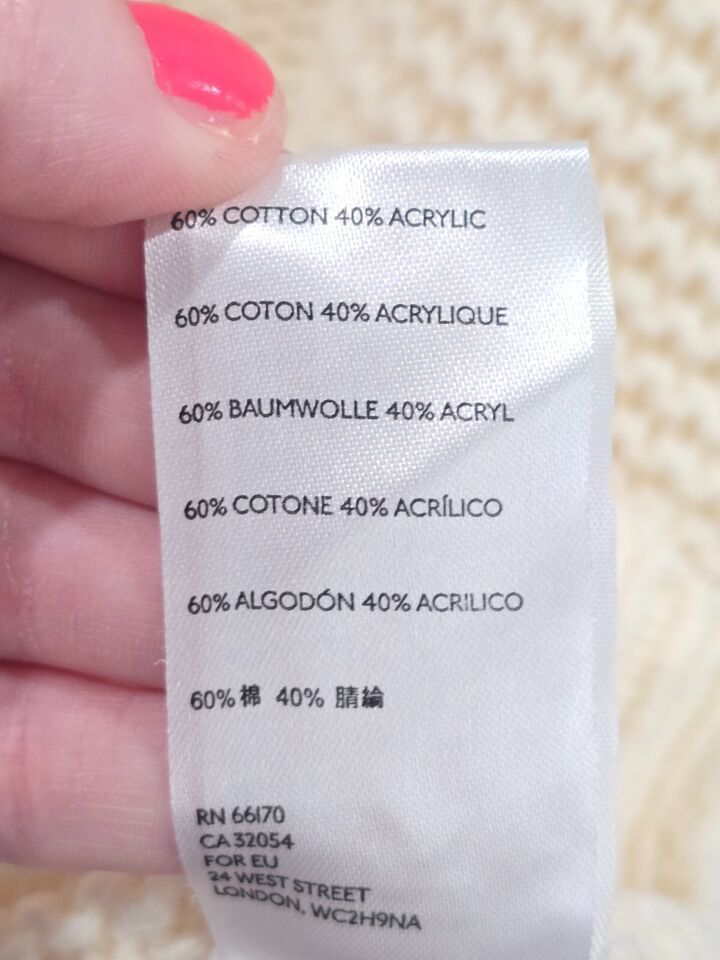 60% COTTON 40% ACRYLIC
60% COTON 40% ACRYLIQUE
60% BAUMWOLLE 40% ACRYL
60% COTONE 40% ACRÍLICO
60% ALGODÓN 40% ACRILICO
60% 棉 40% 腈綸
RN 66170
CA 32054
FOR EU
24 WEST STREET
LONDON, WC2H9NA